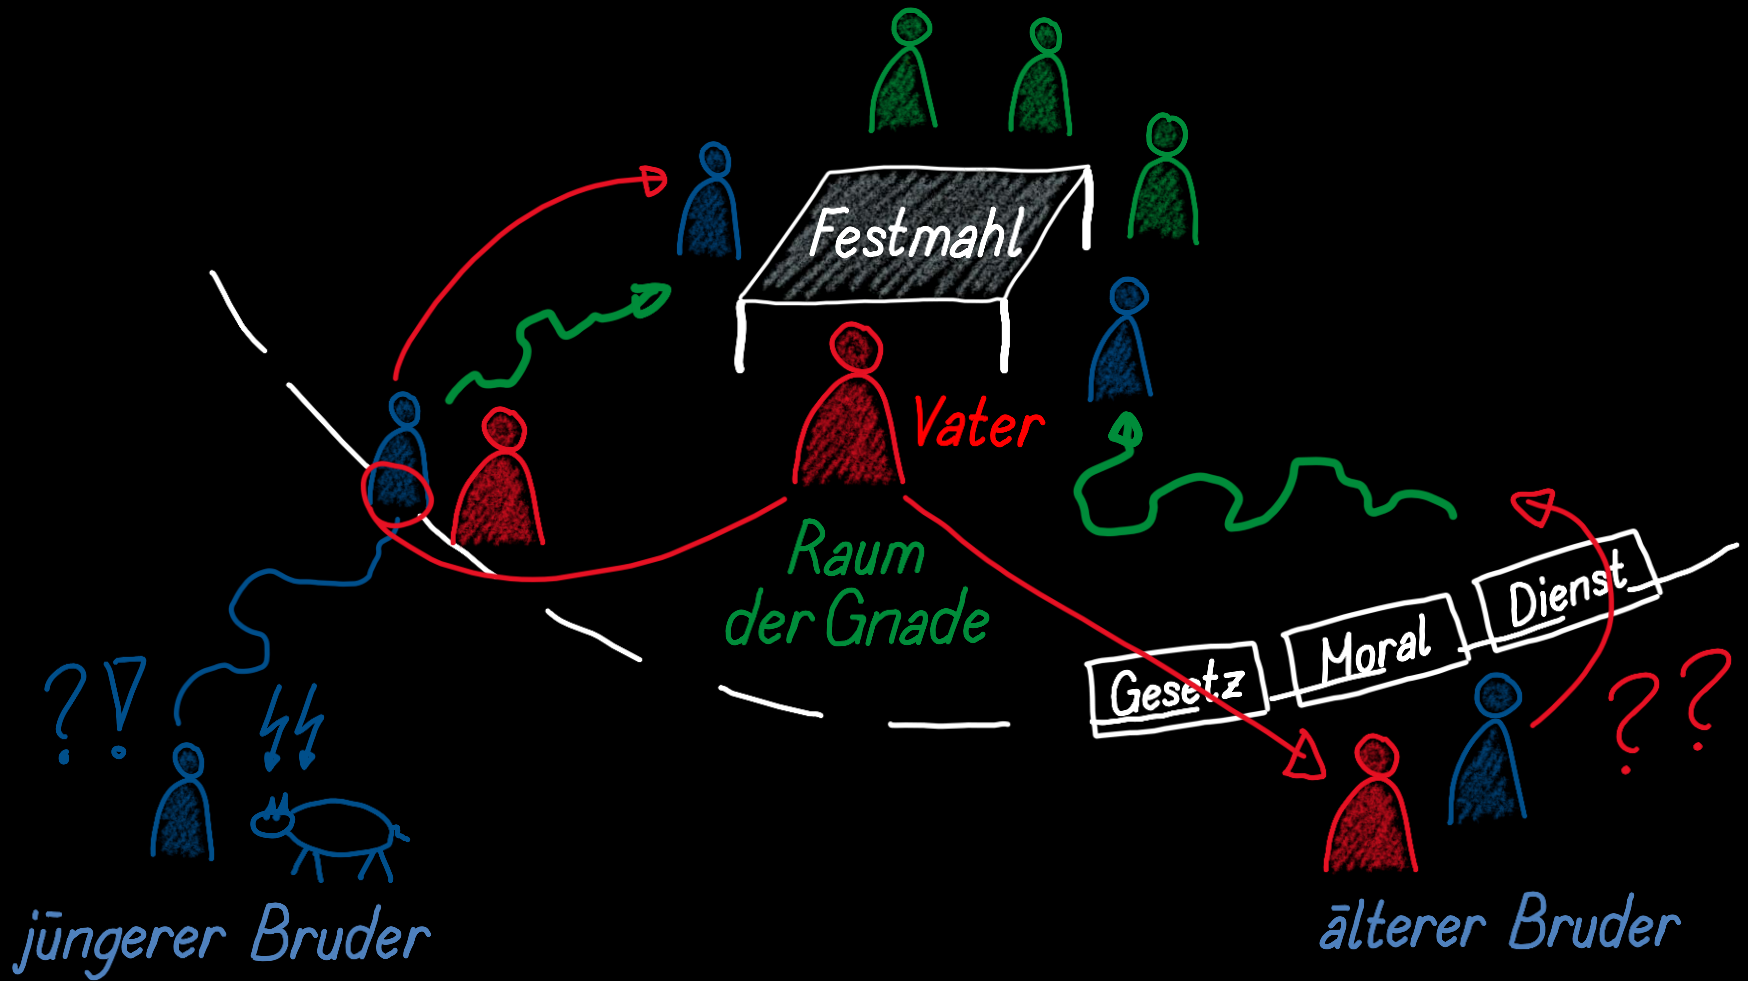 Festmahl
Vater
Raum
der Gnade
Gesetz
Moral
Dienst
?!
??
jüngerer Bruder
älterer Bruder